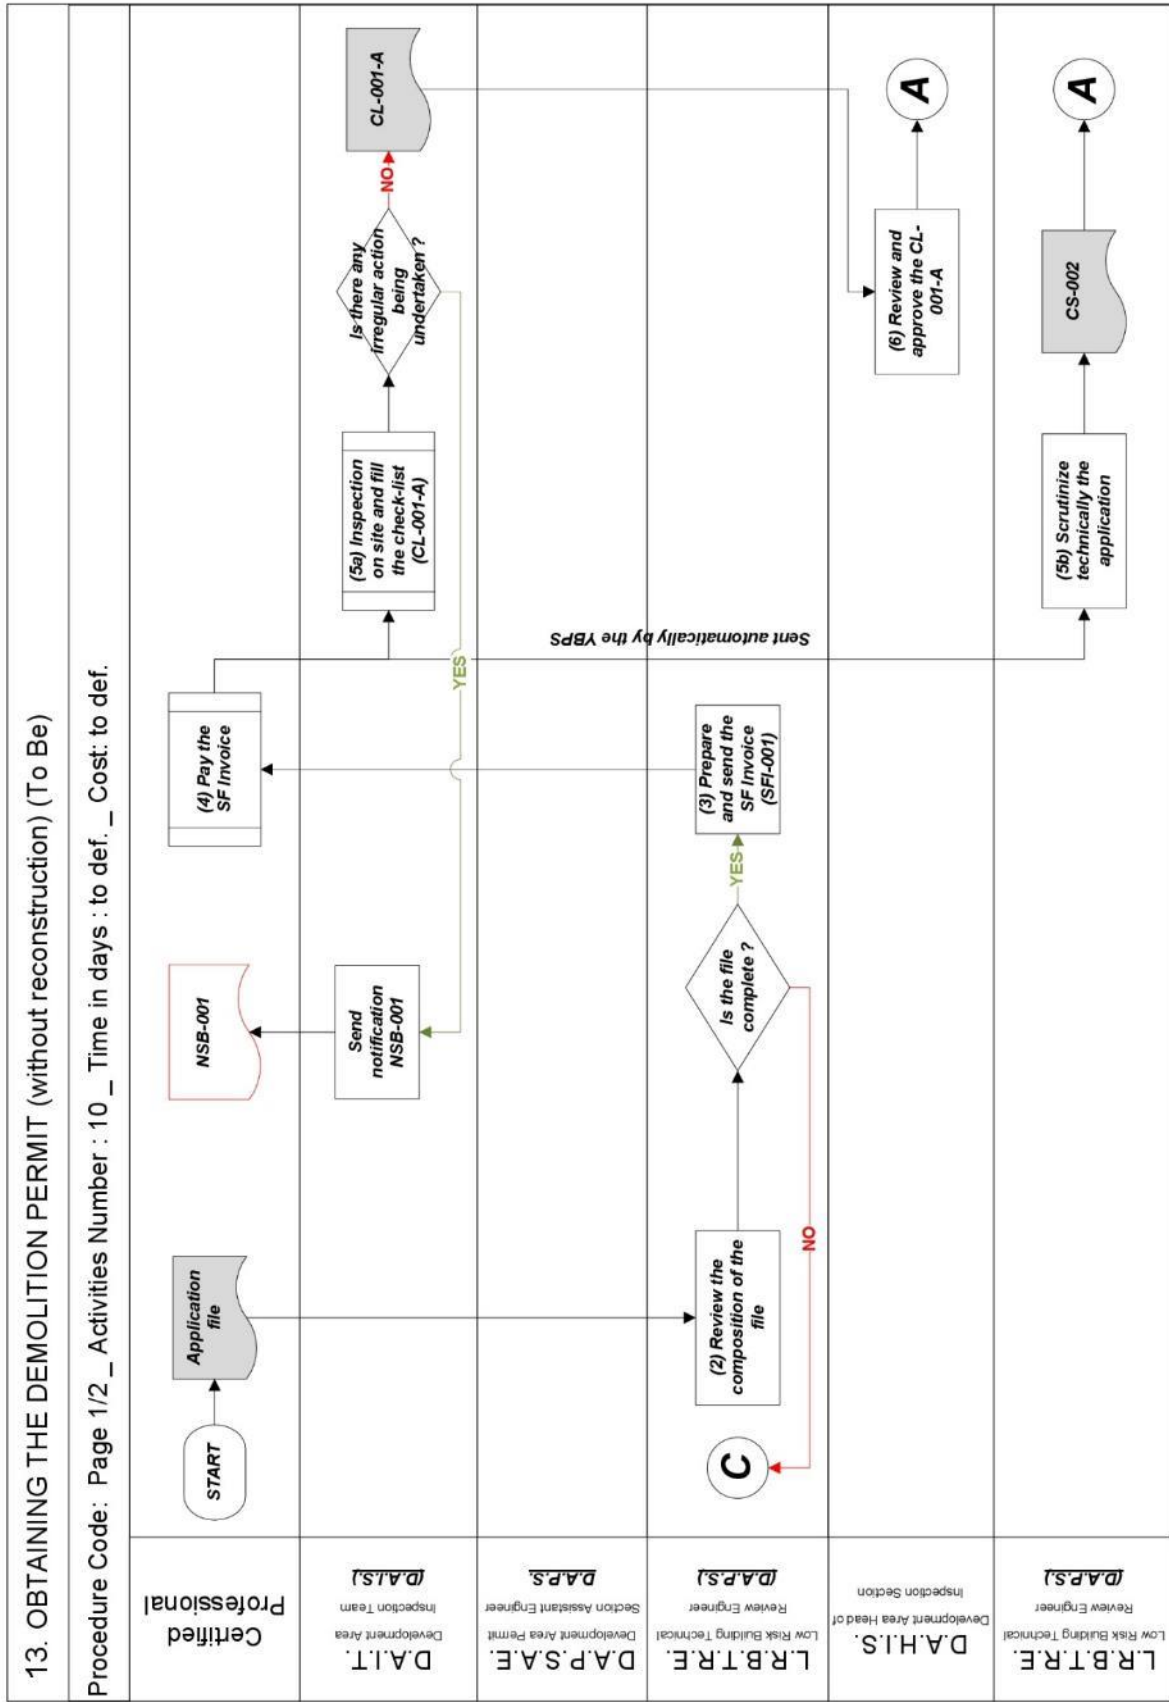 13. OBTAINING THE DEMOLITION PERMIT (without reconstruction) (To Be)
Procedure Code: Page 1/2 _ Activities Number : 10 _ Time in days : to def. _ Cost: to def.
Certified
Professional
START
Application
file
NSB-001
(4) Pay the
SF Invoice
D.A.I.T.
Development Area
Inspection Team
(D.A.I.S.)
Send
notification
NSB-001
YES
(5a) Inspection
on site and fill
the check-list
(CL-001-A)
Is there any
irregular action
being
undertaken ?
NO
CL-001-A
D.A.P.S.A.E.
Development Area Permit
Section Assistant Engineer
D.A.P.S.
Sent automatically by the YBPS
L.R.B.T.R.E.
Low Risk Building Technical
Review Engineer
(D.A.P.S.)
C
(2) Review the
composition of the
file
NO
Is the file
complete ?
YES
(3) Prepare
and send the
SF Invoice
(SFI-001)
D.A.H.I.S.
Development Area Head of
Inspection Section
(6) Review and
approve the CL-
001-A
A
L.R.B.T.R.E.
Low Risk Building Technical
Review Engineer
(D.A.P.S.)
(5b) Scrutinize
technically the
application
CS-002
A